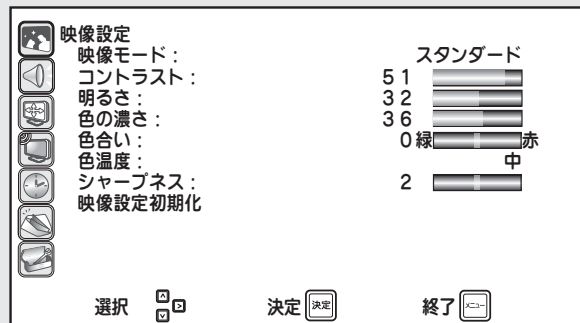 映像設定
映像モード： スタンダード
コントラスト： 51
明るさ： 32
色の濃さ： 36
色合い： 0 緑 赤
色温度： 中
シャープネス： 2
映像設定初期化
選択 決定 決定 終了 メニュー